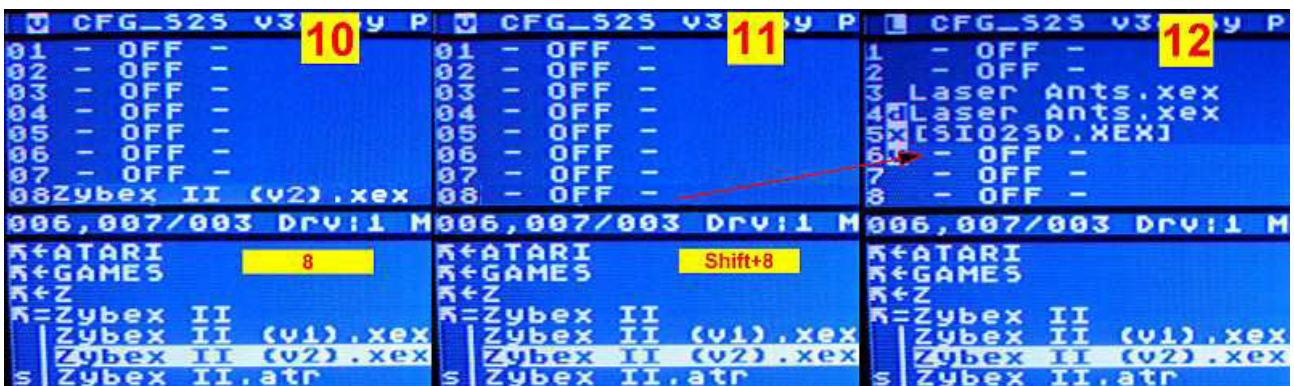 U CFG_S2S V3 y P
10
01 - OFF -
02 - OFF -
03 - OFF -
04 - OFF -
05 - OFF -
06 - OFF -
07 - OFF -
08Zybex II (v2).xex
006,007/003 Drv:1 M
↖←ATARI
↖←GAMES
↖←Z
↖=Zybex II
Zybex II (v1).xex
Zybex II (v2).xex
s Zybex II.atr
8
U CFG_S2S V3 y P
11
01 - OFF -
02 - OFF -
03 - OFF -
04 - OFF -
05 - OFF -
06 - OFF -
07 - OFF -
08 - OFF -
006,007/003 Drv:1 M
↖←ATARI
↖←GAMES
↖←Z
↖=Zybex II
Zybex II (v1).xex
Zybex II (v2).xex
s Zybex II.atr
Shift+8
L CFG_S2S V3 y P
12
1 - OFF -
2 - OFF -
3 Laser Ants.xex
4dLaser Ants.xex
5x[SIO2SD.XEX]
6 - OFF -
7 - OFF -
8 - OFF -
006,007/003 Drv:1 M
↖←ATARI
↖←GAMES
↖←Z
↖=Zybex II
Zybex II (v1).xex
Zybex II (v2).xex
s Zybex II.atr